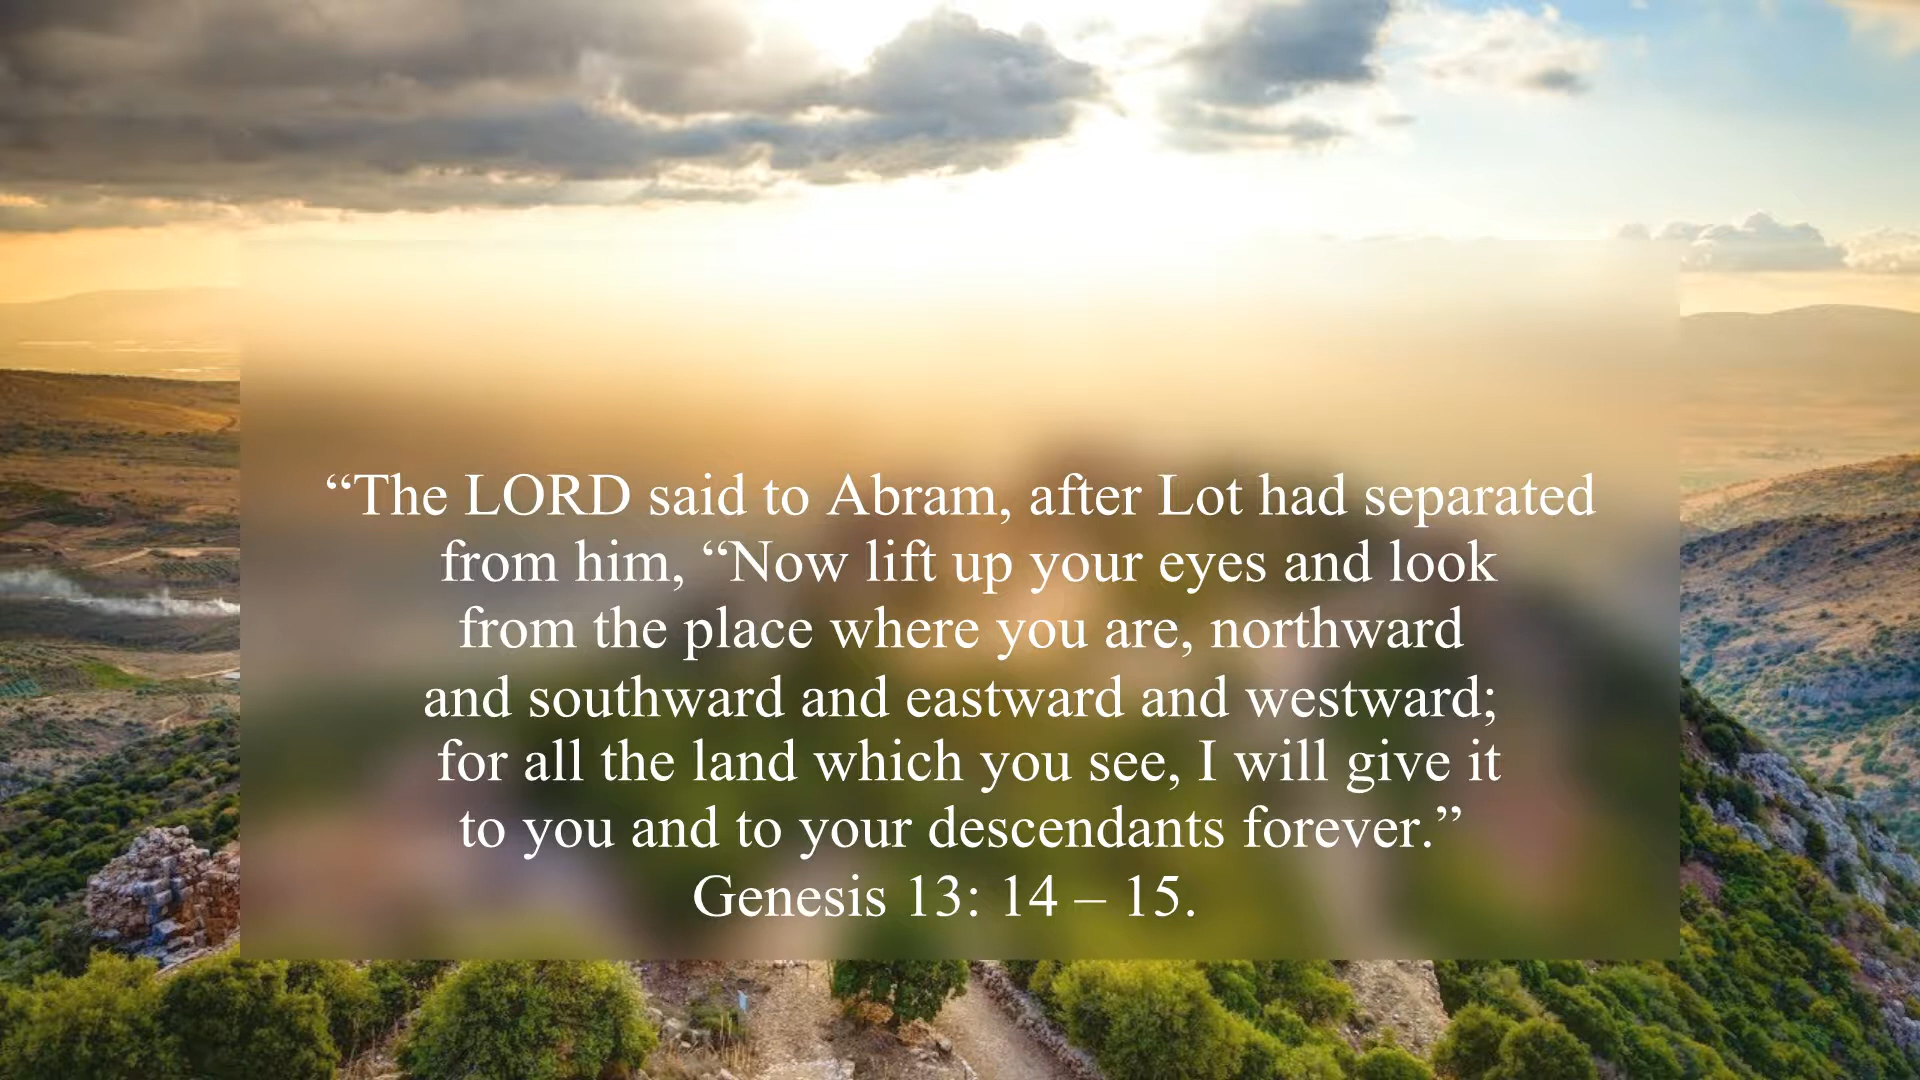 “The LORD said to Abram, after Lot had separated
from him, “Now lift up your eyes and look
from the place where you are, northward
and southward and eastward and westward;
for all the land which you see, I will give it
to you and to your descendants forever.”
Genesis 13: 14 – 15.